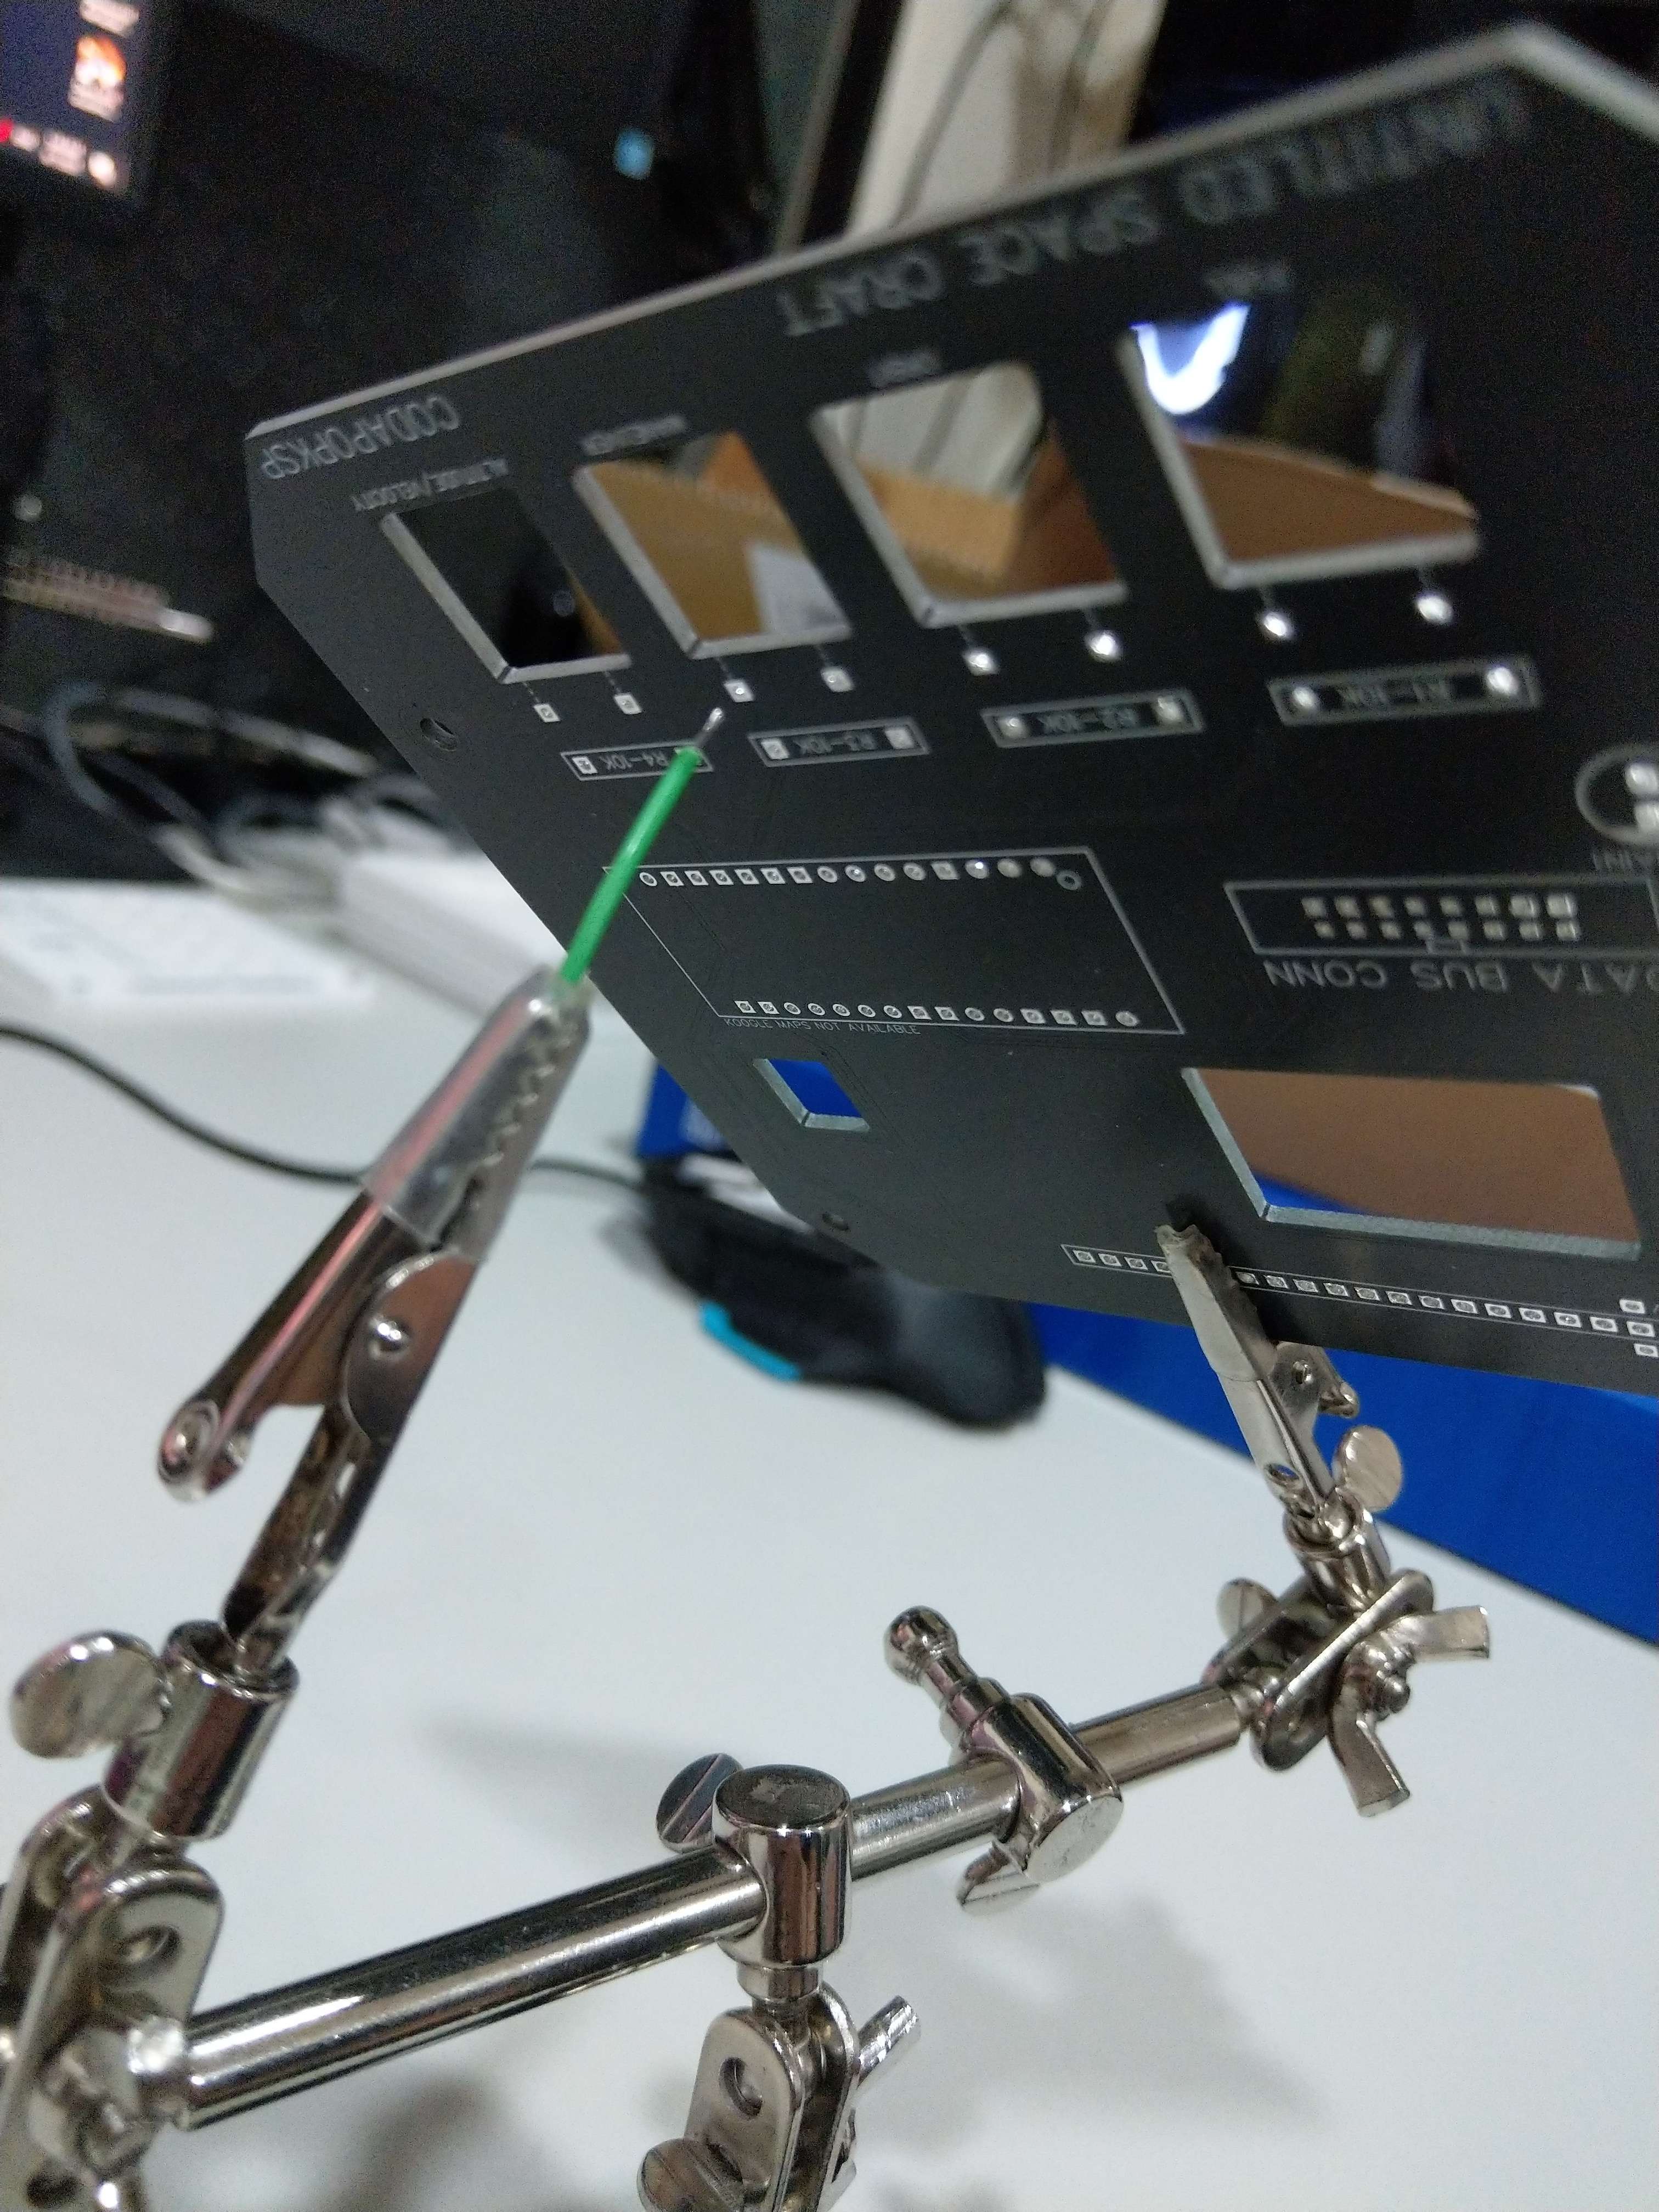 UNTITLED SPACE CRAFT
CODAPOPKSP
ALTITUDE/VELOCITY
R1-10K
R2-10K
R3-10K
R4-10K
DATA BUS CONN
KOOGLE MAPS NOT AVAILABLE